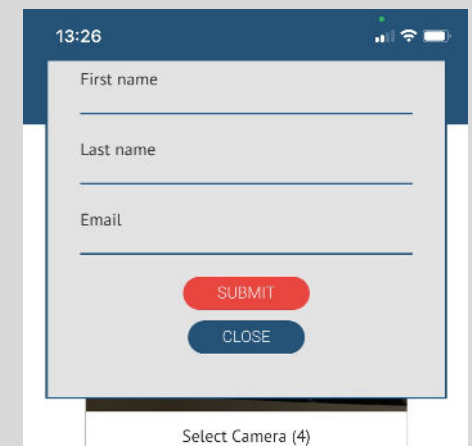 13:26
First name
Last name
Email
SUBMIT
CLOSE
Select Camera (4)